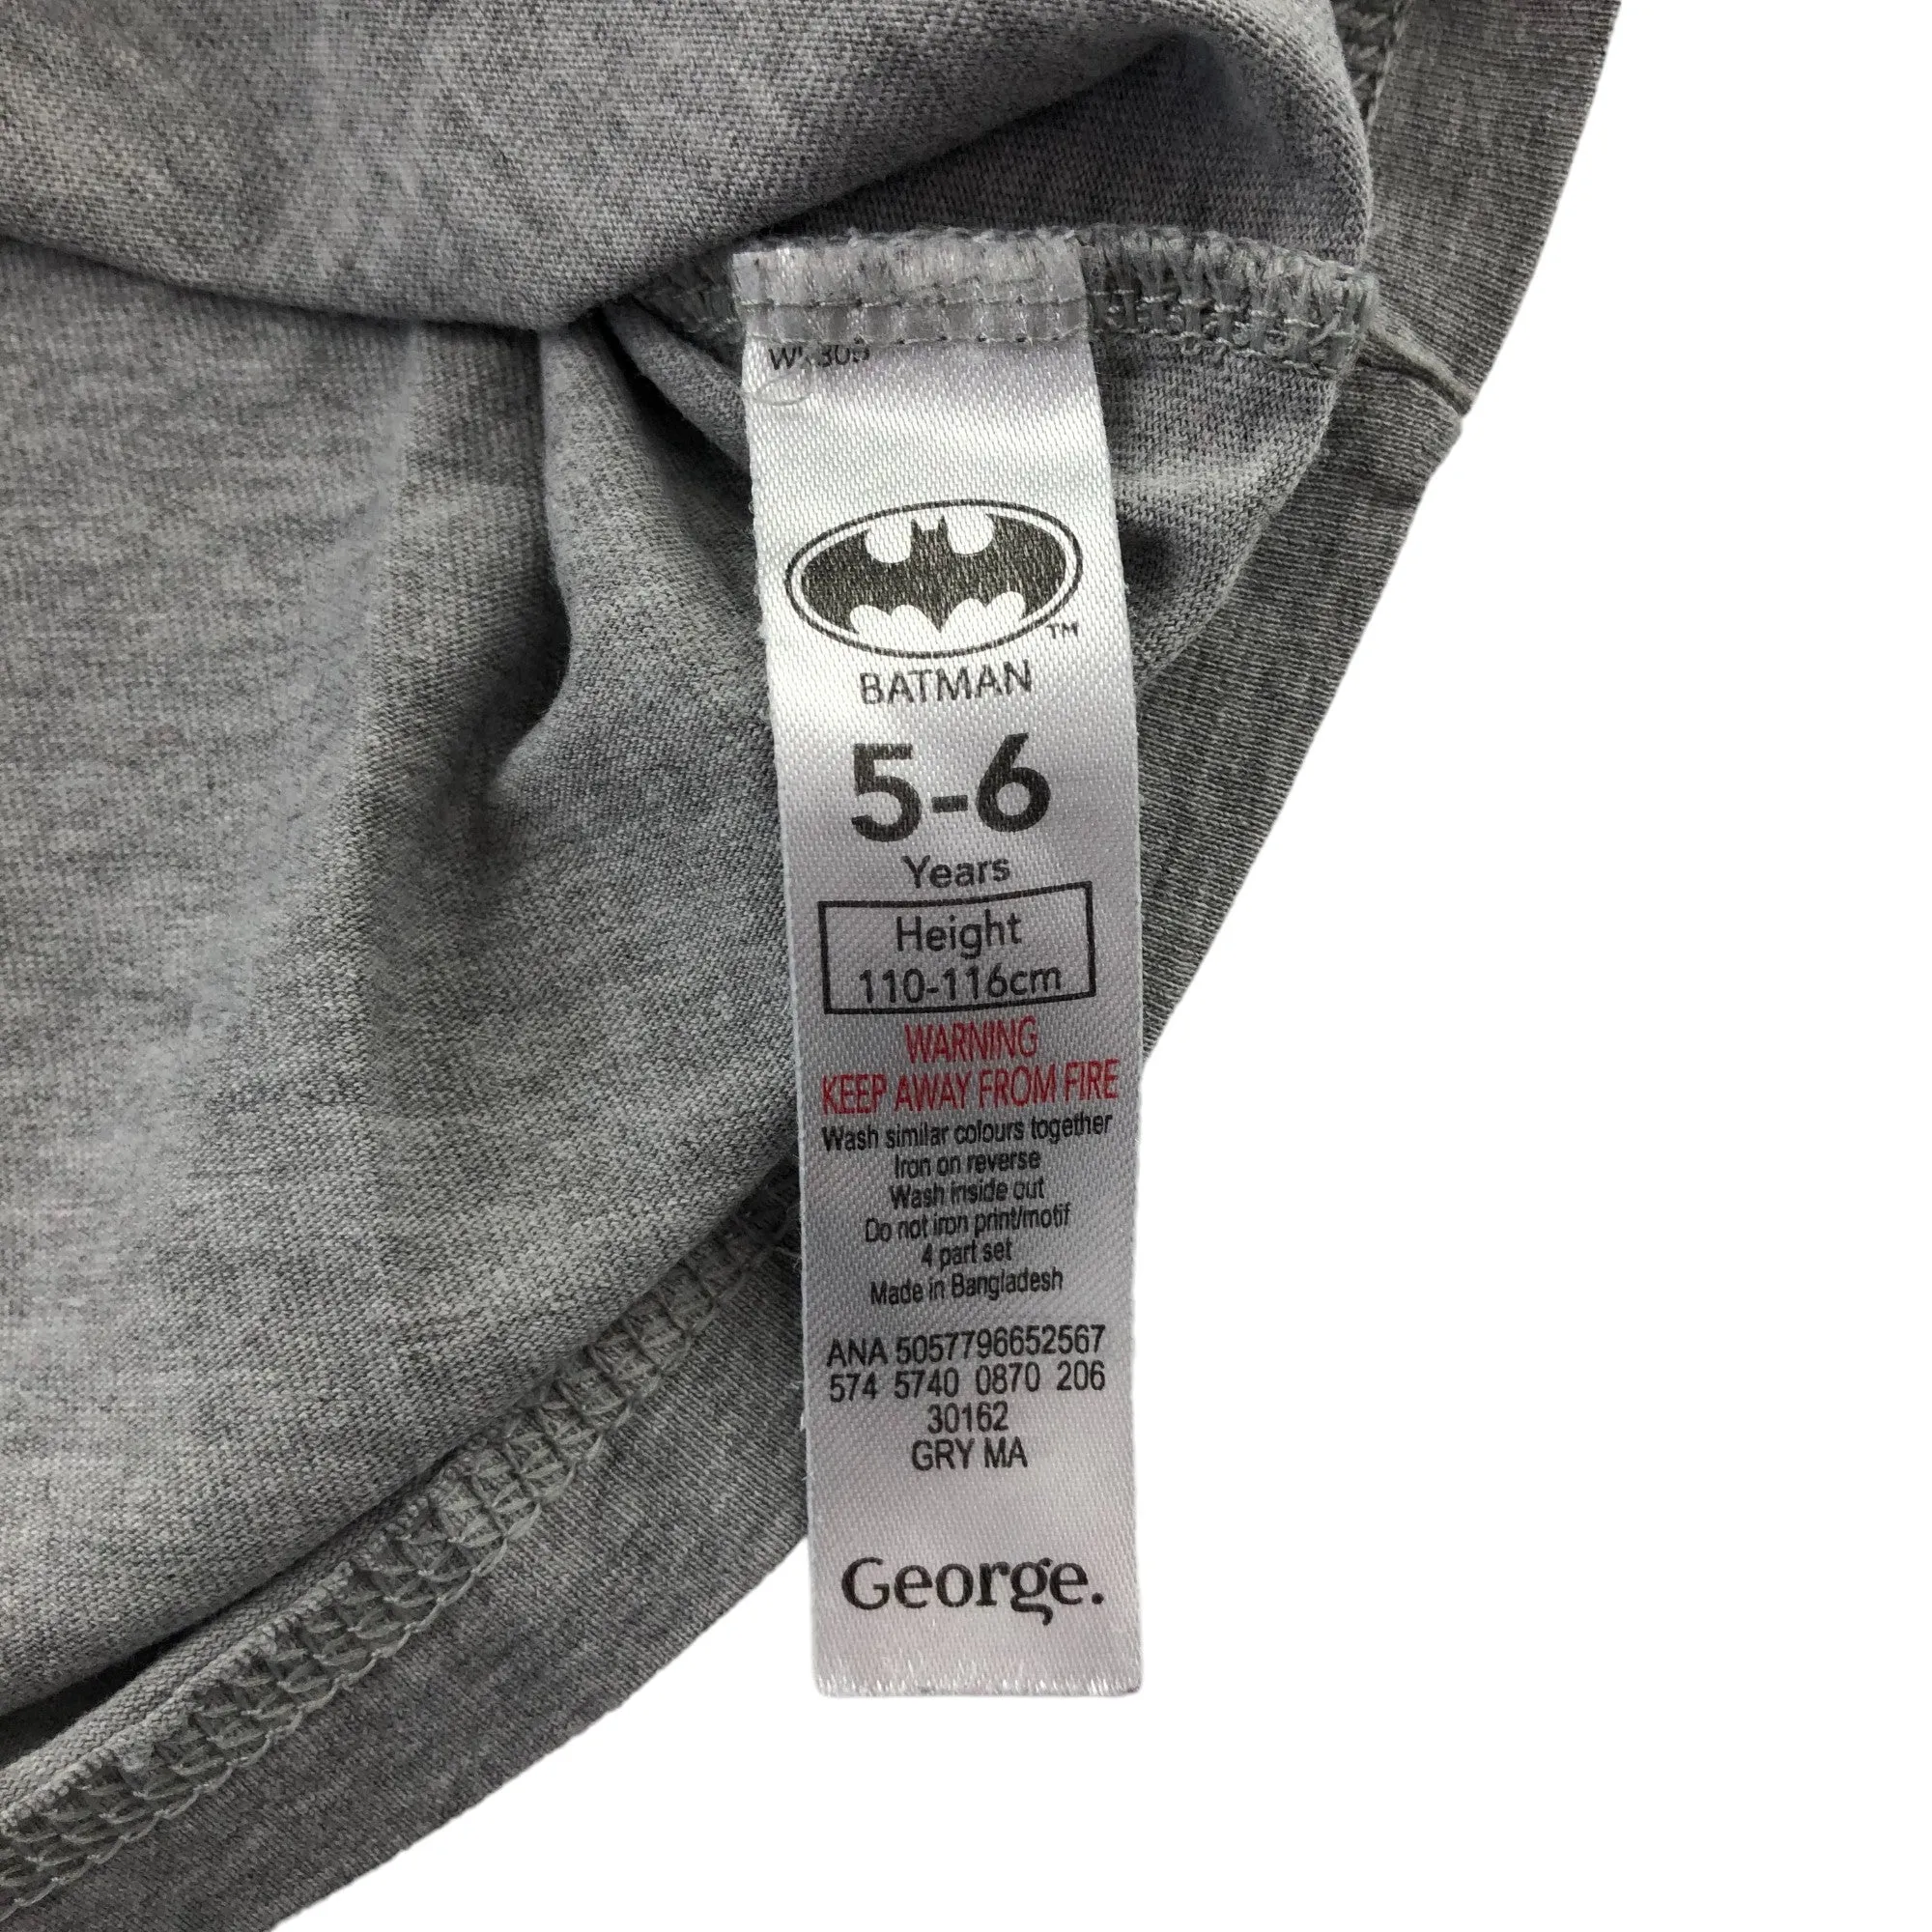 ™
BATMAN
5-6
Years
Height
110-116cm
WARNING
KEEP AWAY FROM FIRE
Wash similar colours together
Iron on reverse
Wash inside out
Do not iron print/motif
4 part set
Made in Bangladesh
ANA 5057796652567
574 5740 0870 206
30162
GRY MA
George.